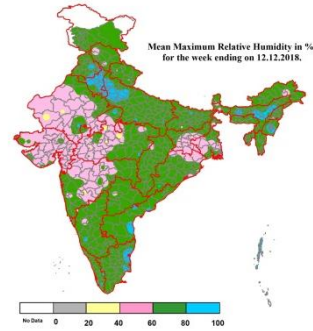 Mean Maximum Relative Humidity in %
for the week ending on 12.12.2018.
No Data 0 20 40 60 80 100